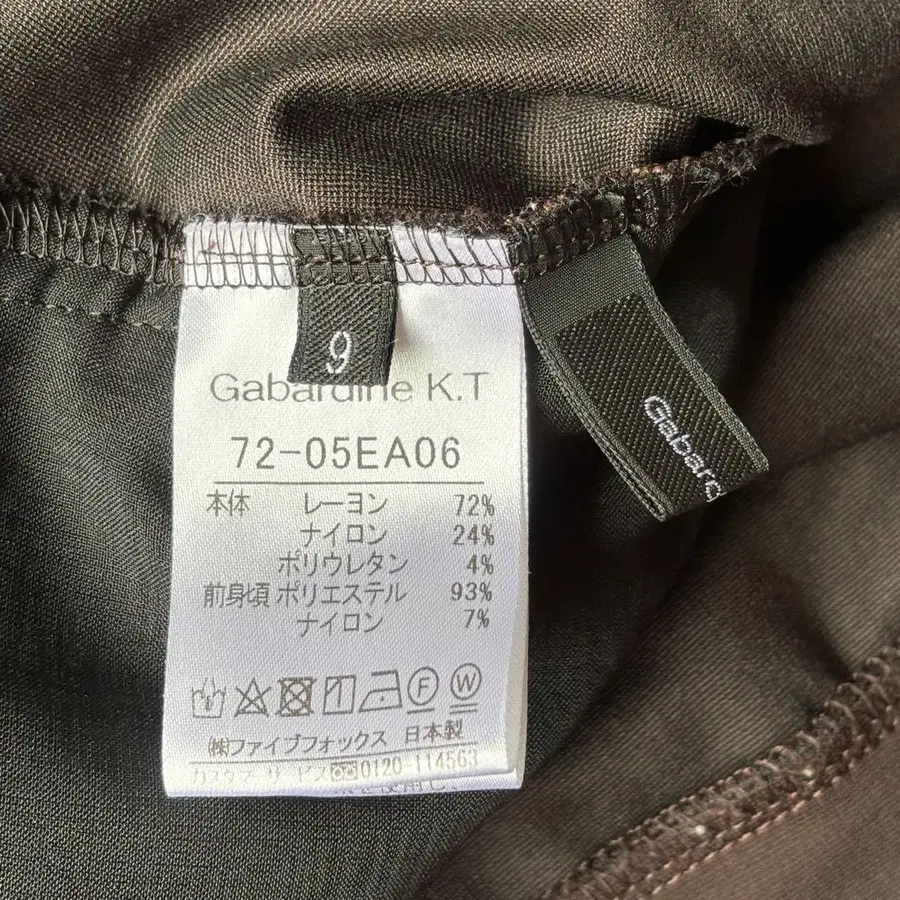 9
Gabardine K.T
72-05EA06
本体 レーヨン 72%
ナイロン 24%
ポリウレタン 4%
前身頃 ポリエステル 93%
ナイロン 7%
F W
㈱ファイブフォックス 日本製
カスタマーサービス 0120-114563
Gabard